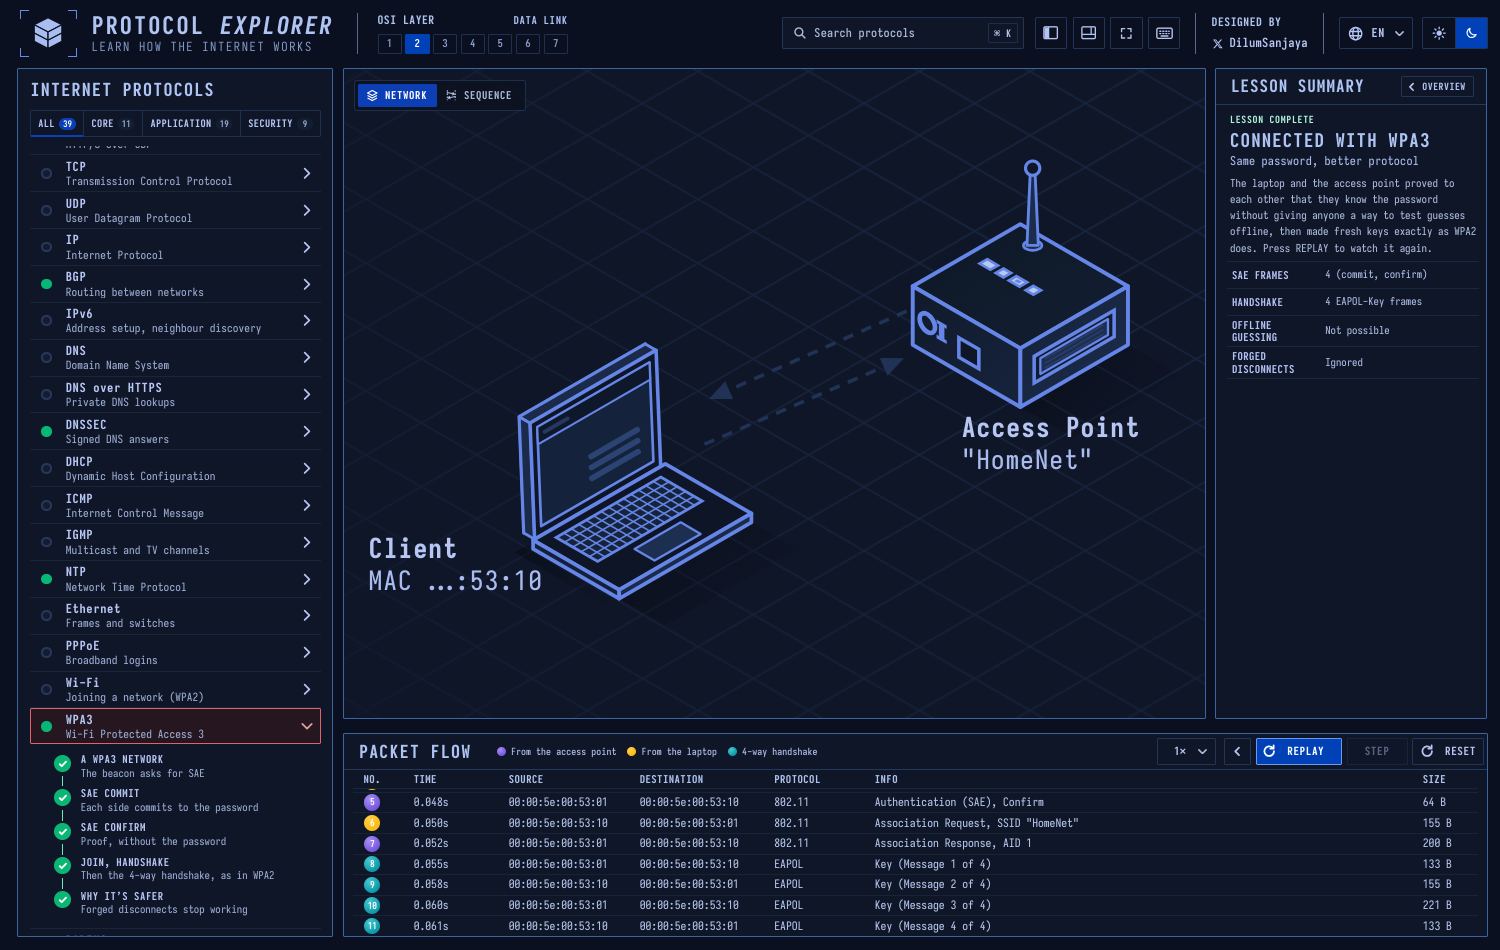 PROTOCOL EXPLORER
LEARN HOW THE INTERNET WORKS
OSI LAYER
DATA LINK
1 2 3 4 5 6 7
Search protocols
⌘ K
DESIGNED BY
DilumSanjaya
EN
INTERNET PROTOCOLS
ALL 39
CORE 11
APPLICATION 19
SECURITY 9
TCP
Transmission Control Protocol
UDP
User Datagram Protocol
IP
Internet Protocol
BGP
Routing between networks
IPv6
Address setup, neighbour discovery
DNS
Domain Name System
DNS over HTTPS
Private DNS lookups
DNSSEC
Signed DNS answers
DHCP
Dynamic Host Configuration
ICMP
Internet Control Message
IGMP
Multicast and TV channels
NTP
Network Time Protocol
Ethernet
Frames and switches
PPPoE
Broadband logins
Wi-Fi
Joining a network (WPA2)
WPA3
Wi-Fi Protected Access 3
A WPA3 NETWORK
The beacon asks for SAE
SAE COMMIT
Each side commits to the password
SAE CONFIRM
Proof, without the password
JOIN, HANDSHAKE
Then the 4-way handshake, as in WPA2
WHY IT'S SAFER
Forged disconnects stop working
NETWORK
SEQUENCE
Access Point
"HomeNet"
Client
MAC …:53:10
LESSON SUMMARY
OVERVIEW
LESSON COMPLETE
CONNECTED WITH WPA3
Same password, better protocol
The laptop and the access point proved to
each other that they know the password
without giving anyone a way to test guesses
offline, then made fresh keys exactly as WPA2
does. Press REPLAY to watch it again.
SAE FRAMES 4 (commit, confirm)
HANDSHAKE 4 EAPOL-Key frames
OFFLINE
GUESSING
Not possible
FORGED
DISCONNECTS
Ignored
PACKET FLOW
From the access point
From the laptop
4-way handshake
1×
REPLAY
STEP
RESET
NO. TIME SOURCE DESTINATION PROTOCOL INFO SIZE
5 0.048s 00:00:5e:00:53:01 00:00:5e:00:53:10 802.11 Authentication (SAE), Confirm 64 B
6 0.050s 00:00:5e:00:53:10 00:00:5e:00:53:01 802.11 Association Request, SSID "HomeNet" 155 B
7 0.052s 00:00:5e:00:53:01 00:00:5e:00:53:10 802.11 Association Response, AID 1 200 B
8 0.055s 00:00:5e:00:53:01 00:00:5e:00:53:10 EAPOL Key (Message 1 of 4) 133 B
9 0.058s 00:00:5e:00:53:10 00:00:5e:00:53:01 EAPOL Key (Message 2 of 4) 155 B
10 0.060s 00:00:5e:00:53:01 00:00:5e:00:53:10 EAPOL Key (Message 3 of 4) 221 B
11 0.061s 00:00:5e:00:53:10 00:00:5e:00:53:01 EAPOL Key (Message 4 of 4) 133 B